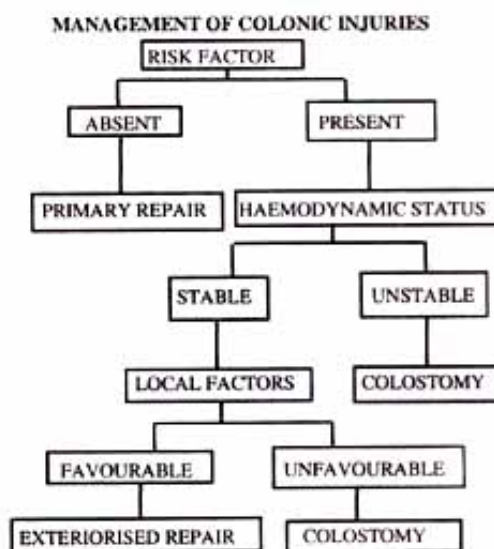 MANAGEMENT OF COLONIC INJURIES
RISK FACTOR
ABSENT
PRESENT
PRIMARY REPAIR
HAEMODYNAMIC STATUS
STABLE
UNSTABLE
LOCAL FACTORS
COLOSTOMY
FAVOURABLE
UNFAVOURABLE
EXTERIORISED REPAIR
COLOSTOMY